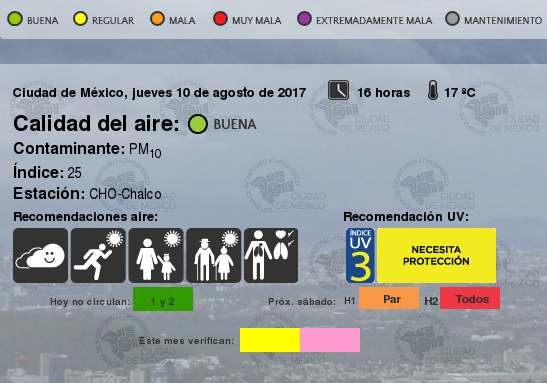 BUENA REGULAR MALA MUY MALA EXTREMADAMENTE MALA MANTENIMIENTO
Ciudad de México, jueves 10 de agosto de 2017 16 horas 17 ºC
Calidad del aire: BUENA
Contaminante: PM10
Índice: 25
Estación: CHO-Chalco
Recomendaciones aire: Recomendación UV:
ÍNDICE
UV
3
NECESITA
PROTECCIÓN
Hoy no circulan: 1 y 2 Próx. sábado: H1 Par H2 Todos
Este mes verifican:
CIUDAD
DE MÉXICO